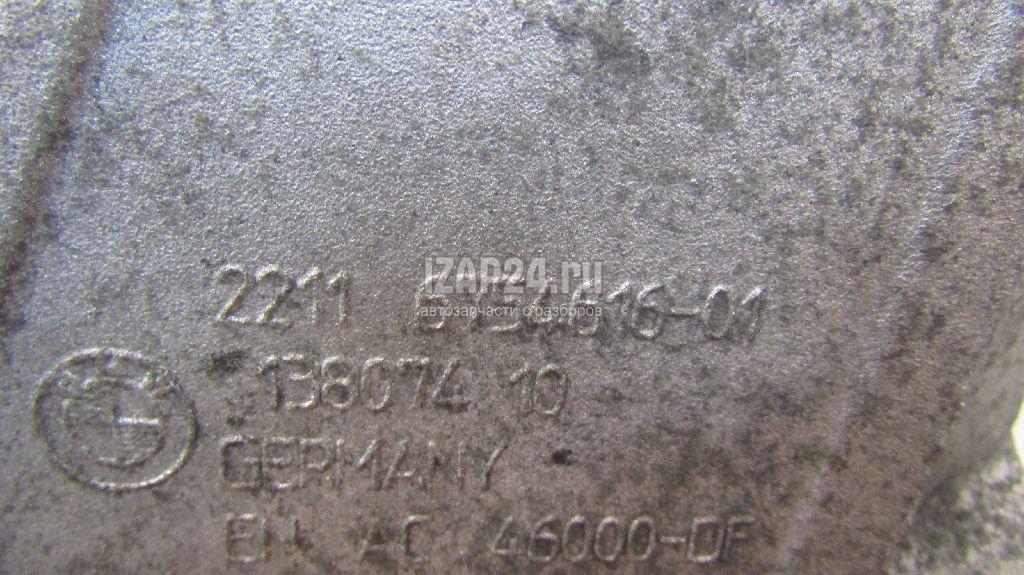 iZAP24.ru
автозапчасти с разборов
2211 6754616-01
138074 10
GERMANY
EN AC 46000-DF